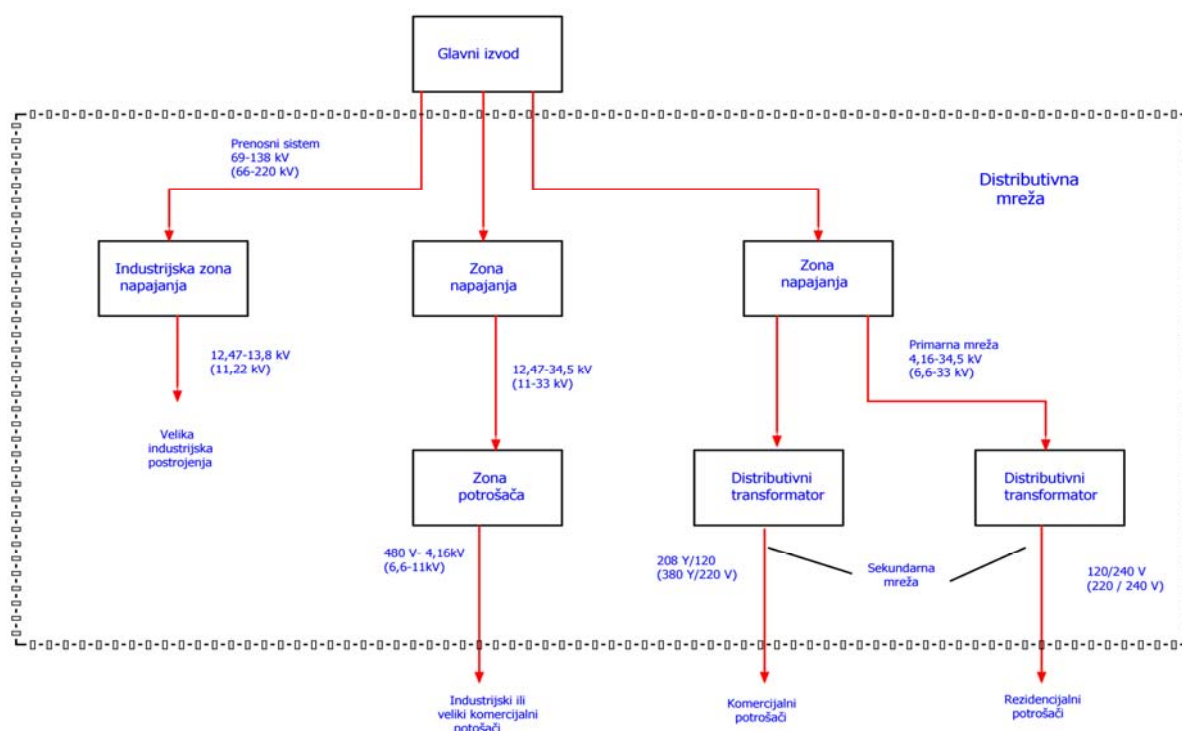 Glavni izvod
Prenosni sistem
69-138 kV
(66-220 kV)
Distributivna
mreža
Industrijska zona
napajanja
Zona
napajanja
Zona
napajanja
12,47-13,8 kV
(11,22 kV)
12,47-34,5 kV
(11-33 kV)
Primarna mreža
4,16-34,5 kV
(6,6-33 kV)
Velika
industrijska
postrojenja
Zona
potrošača
Distributivni
transformator
Distributivni
transformator
480 V- 4,16kV
(6,6-11kV)
208 Y/120
(380 Y/220 V)
Sekundarna
mreža
120/240 V
(220 / 240 V)
Industrijski ili
veliki komercijalni
potošači
Komercijalni
potrošači
Rezidencijalni
potrošači